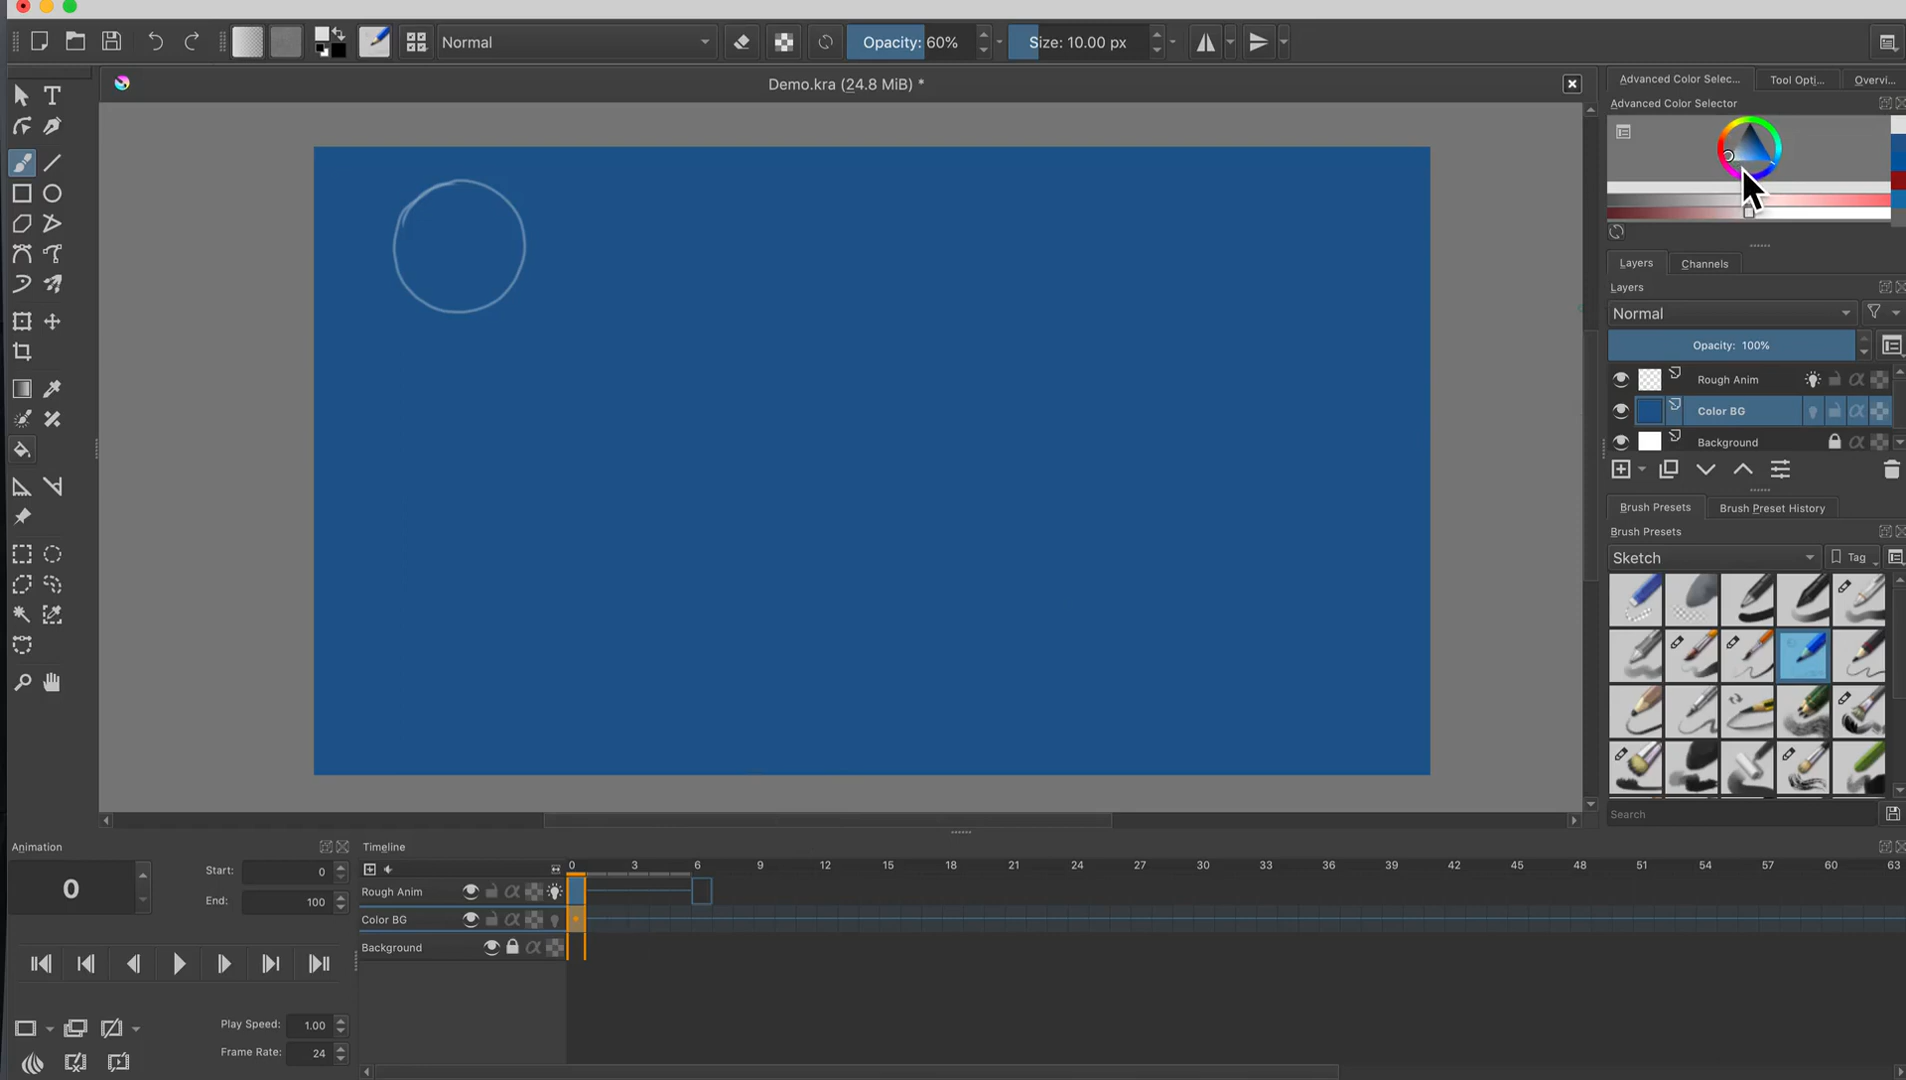 Normal
Opacity: 60%
Size: 10.00 px
Demo.kra (24.8 MiB) *
Advanced Color Selec...
Tool Opti...
Overvi...
Advanced Color Selector
Layers
Channels
Layers
Normal
Opacity: 100%
Rough Anim
Color BG
Background
Brush Presets
Brush Preset History
Brush Presets
Sketch
Tag
Search
Animation
0
Start: 0
End: 100
Play Speed: 1.00
Frame Rate: 24
Timeline
0 3 6 9 12 15 18 21 24 27 30 33 36 39 42 45 48 51 54 57 60 63
Rough Anim
Color BG
Background